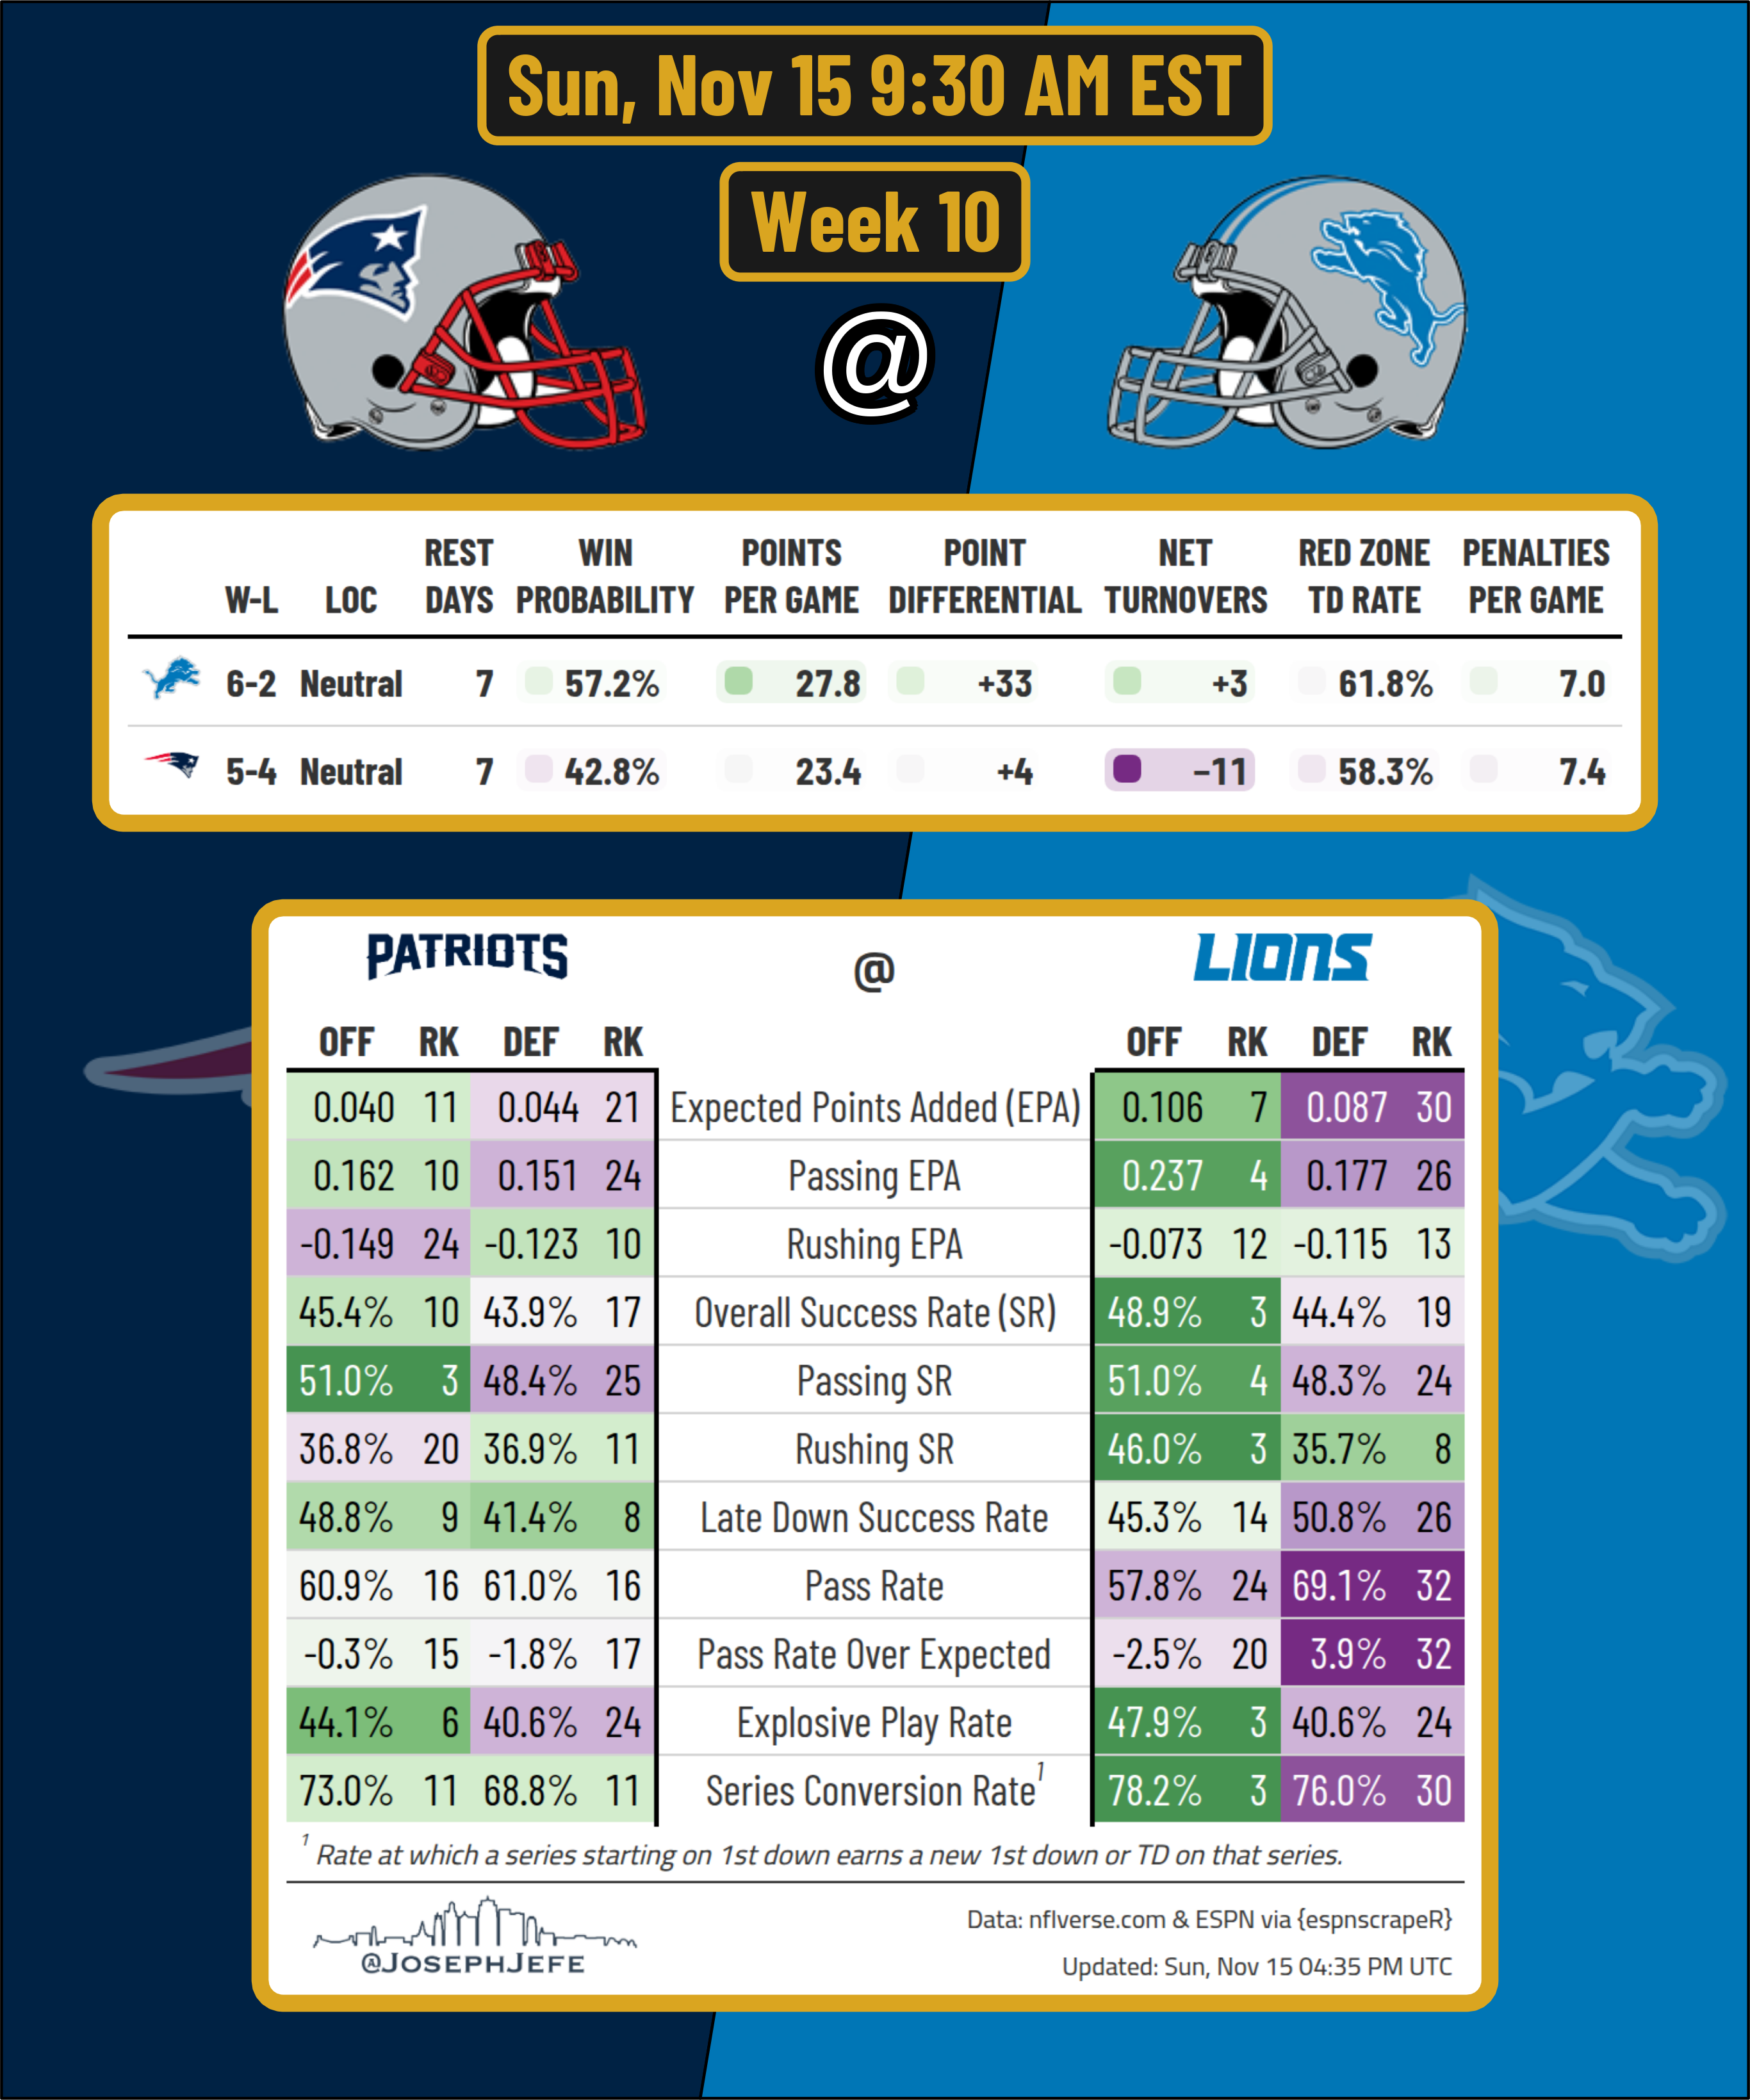 Sun, Nov 15 9:30 AM EST
Week 10
@
REST WIN POINTS POINT NET RED ZONE PENALTIES
W-L LOC DAYS PROBABILITY PER GAME DIFFERENTIAL TURNOVERS TD RATE PER GAME
6-2 Neutral 7 57.2% 27.8 +33 +3 61.8% 7.0
5-4 Neutral 7 42.8% 23.4 +4 −11 58.3% 7.4
PATRIOTS @ LIONS
OFF RK DEF RK OFF RK DEF RK
0.040 11 0.044 21 Expected Points Added (EPA) 0.106 7 0.087 30
0.162 10 0.151 24 Passing EPA 0.237 4 0.177 26
-0.149 24 -0.123 10 Rushing EPA -0.073 12 -0.115 13
45.4% 10 43.9% 17 Overall Success Rate (SR) 48.9% 3 44.4% 19
51.0% 3 48.4% 25 Passing SR 51.0% 4 48.3% 24
36.8% 20 36.9% 11 Rushing SR 46.0% 3 35.7% 8
48.8% 9 41.4% 8 Late Down Success Rate 45.3% 14 50.8% 26
60.9% 16 61.0% 16 Pass Rate 57.8% 24 69.1% 32
-0.3% 15 -1.8% 17 Pass Rate Over Expected -2.5% 20 3.9% 32
44.1% 6 40.6% 24 Explosive Play Rate 47.9% 3 40.6% 24
73.0% 11 68.8% 11 Series Conversion Rate1 78.2% 3 76.0% 30
1 Rate at which a series starting on 1st down earns a new 1st down or TD on that series.
@JOSEPHJEFE
Data: nflverse.com & ESPN via {espnscrapeR}
Updated: Sun, Nov 15 04:35 PM UTC